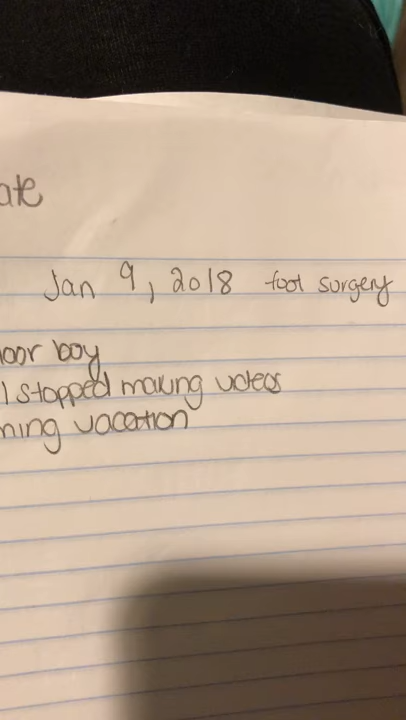 ate
Jan 9, 2018 foot surgery
oor boy
I stopped making videos
ning vacation